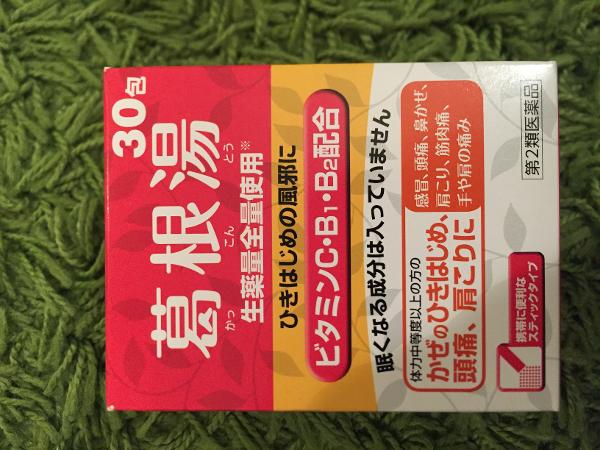 30包
葛根湯
かっ こん とう
生薬量全量使用※
ひきはじめの風邪に
ビタミンC・B1・B2配合
眠くなる成分は入っていません
体力中等度以上の方の
かぜのひきはじめ、
頭痛、肩こりに
感冒、頭痛、鼻かぜ、
肩こり、筋肉痛、
手や肩の痛み
第2類医薬品
携帯に便利な
スティックタイプ